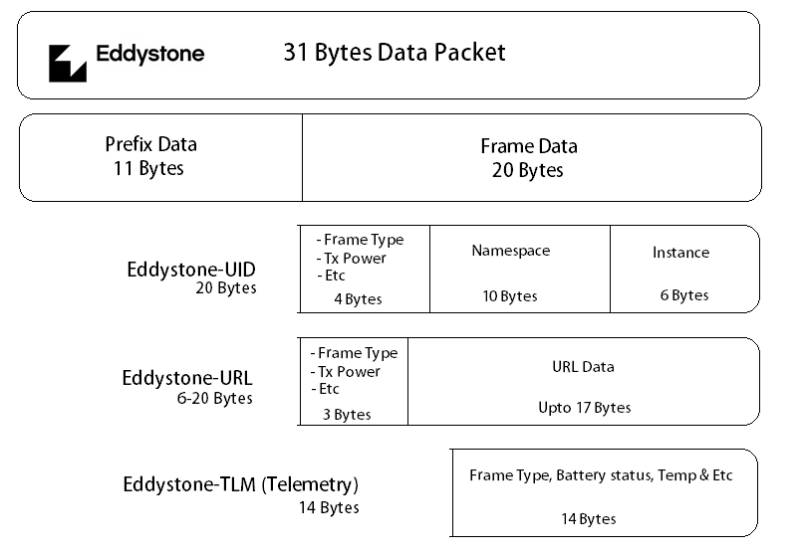 Eddystone 31 Bytes Data Packet
Prefix Data
11 Bytes
Frame Data
20 Bytes
Eddystone-UID
20 Bytes
- Frame Type
- Tx Power
- Etc
4 Bytes
Namespace
10 Bytes
Instance
6 Bytes
Eddystone-URL
6-20 Bytes
- Frame Type
- Tx Power
- Etc
3 Bytes
URL Data
Upto 17 Bytes
Eddystone-TLM (Telemetry)
14 Bytes
Frame Type, Battery status, Temp & Etc
14 Bytes